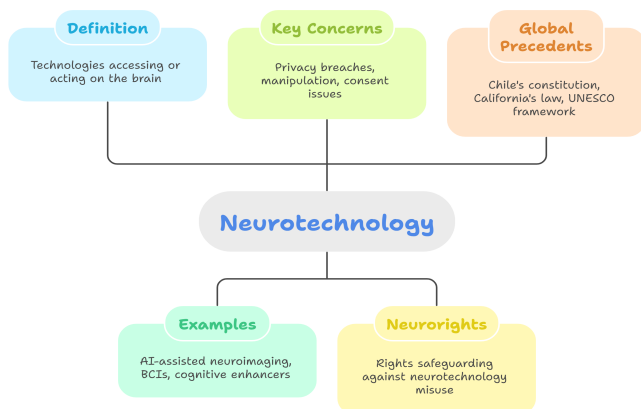 Definition
Technologies accessing or
acting on the brain
Key Concerns
Privacy breaches,
manipulation, consent
issues
Global
Precedents
Chile's constitution,
California's law, UNESCO
framework
Neurotechnology
Examples
AI-assisted neuroimaging,
BCIs, cognitive enhancers
Neurorights
Rights safeguarding
against neurotechnology
misuse